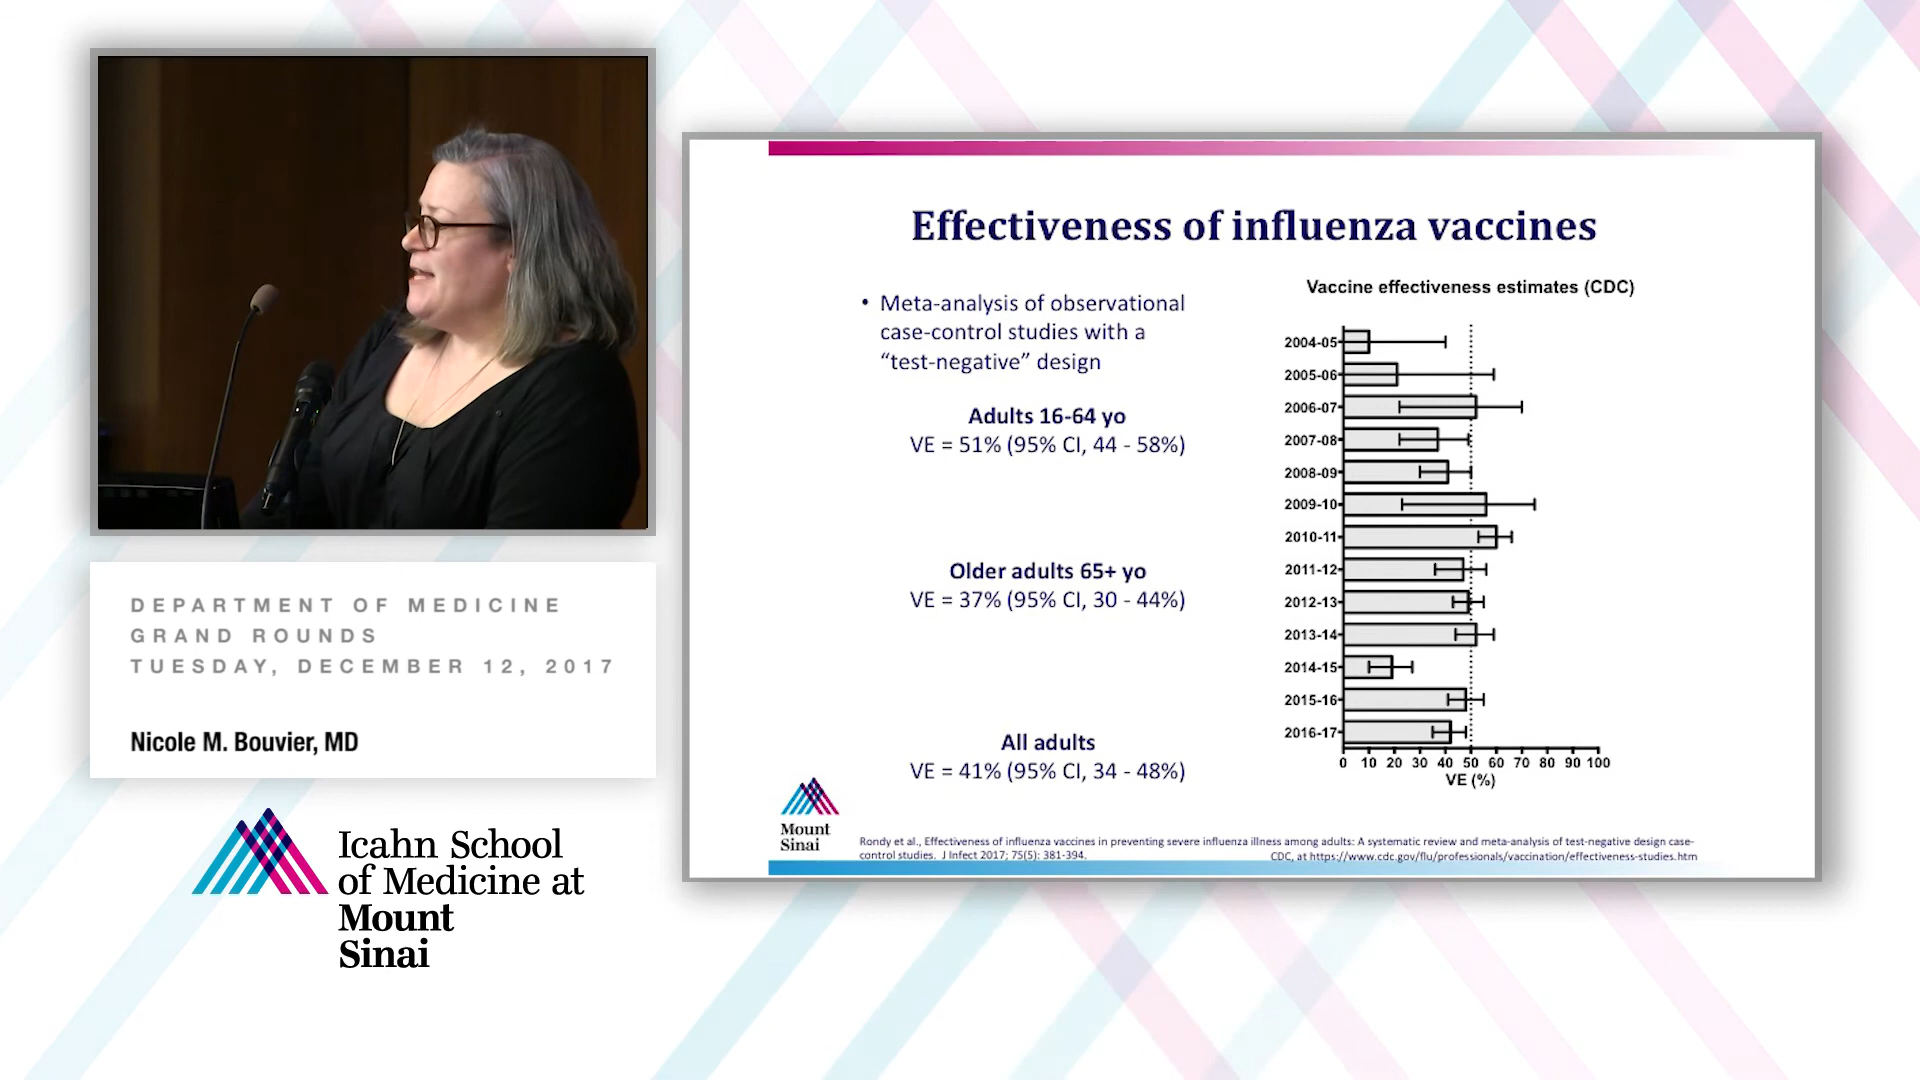 DEPARTMENT OF MEDICINE
GRAND ROUNDS
TUESDAY, DECEMBER 12, 2017
Nicole M. Bouvier, MD
Icahn School
of Medicine at
Mount
Sinai
Effectiveness of influenza vaccines
• Meta-analysis of observational
case-control studies with a
“test-negative” design
Adults 16-64 yo
VE = 51% (95% CI, 44 - 58%)
Older adults 65+ yo
VE = 37% (95% CI, 30 - 44%)
All adults
VE = 41% (95% CI, 34 - 48%)
Vaccine effectiveness estimates (CDC)
2004-05
2005-06
2006-07
2007-08
2008-09
2009-10
2010-11
2011-12
2012-13
2013-14
2014-15
2015-16
2016-17
0 10 20 30 40 50 60 70 80 90 100
VE (%)
Mount
Sinai
Rondy et al., Effectiveness of influenza vaccines in preventing severe influenza illness among adults: A systematic review and meta-analysis of test-negative design case-
control studies. J Infect 2017; 75(5): 381-394.
CDC, at https://www.cdc.gov/flu/professionals/vaccination/effectiveness-studies.htm